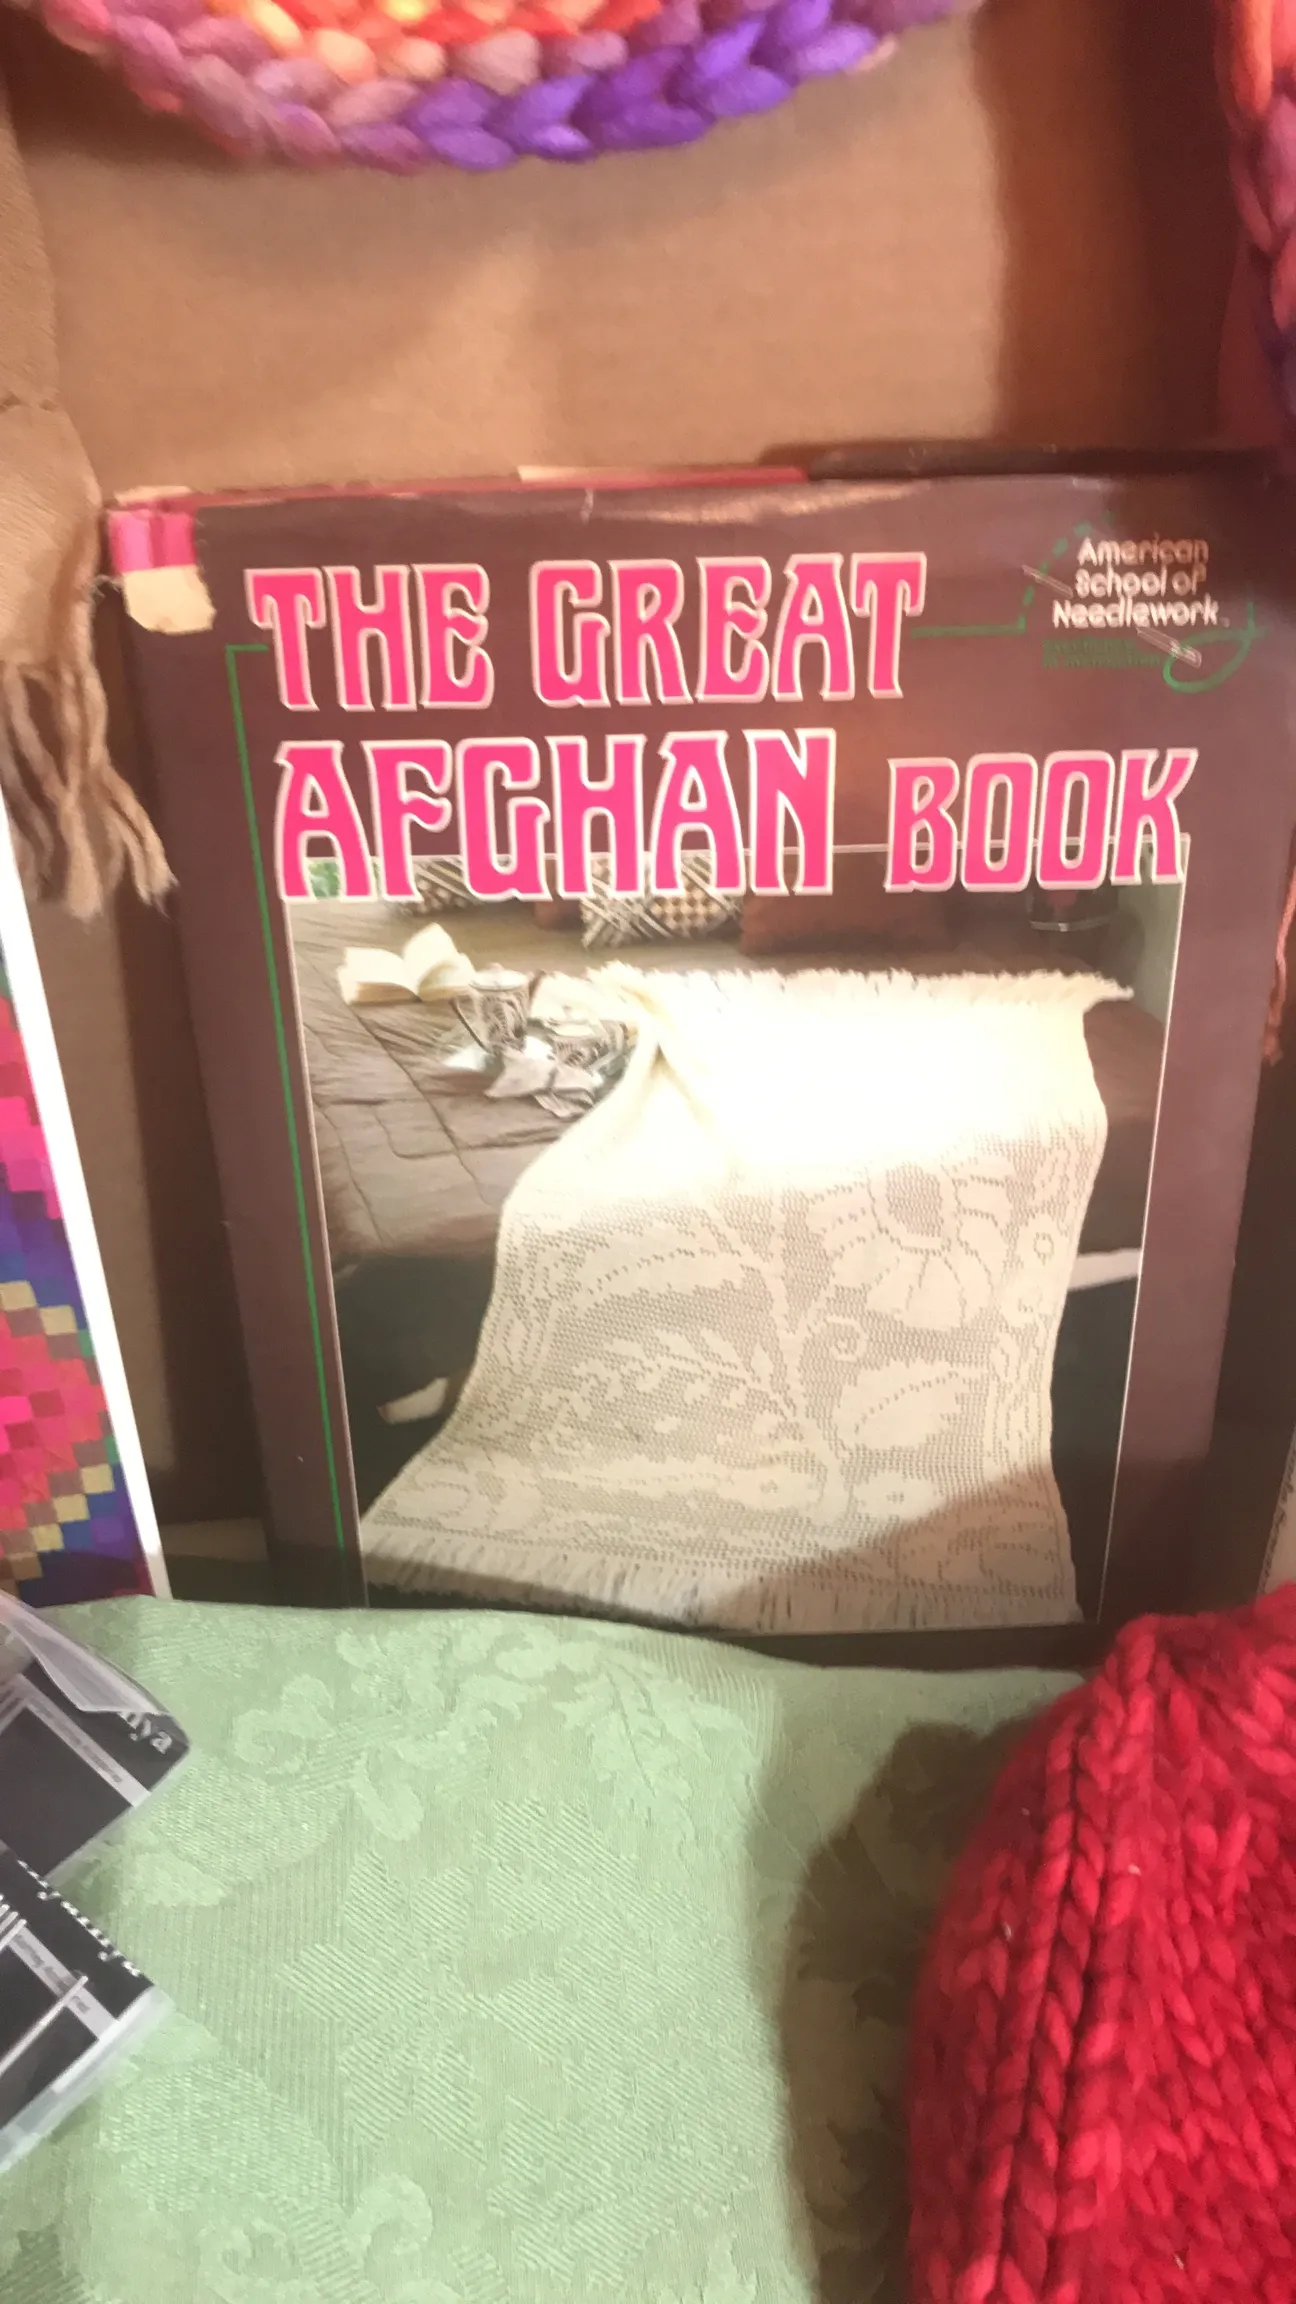 THE GREAT
AFGHAN BOOK
American
School of
Needlework